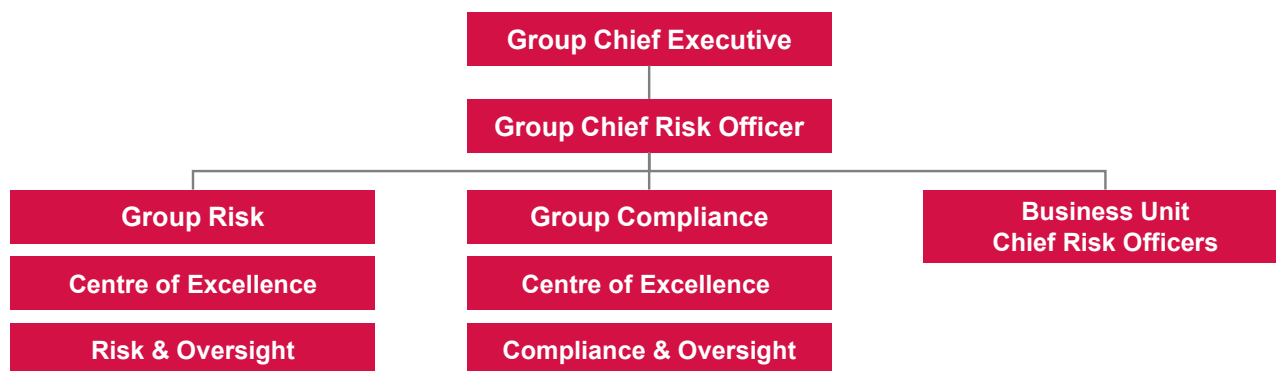 Group Chief Executive
Group Chief Risk Officer
Group Risk
Centre of Excellence
Risk & Oversight
Group Compliance
Centre of Excellence
Compliance & Oversight
Business Unit
Chief Risk Officers